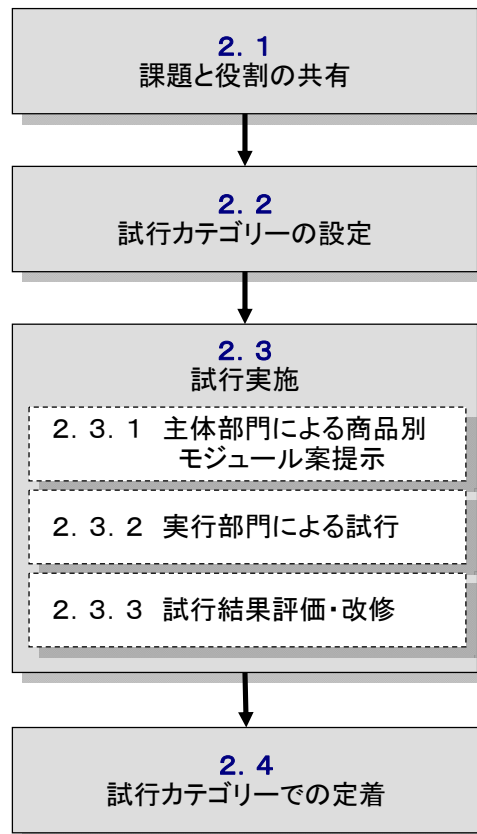 2．1
課題と役割の共有
2．2
試行カテゴリーの設定
2．3
試行実施
2．3．1　主体部門による商品別
モジュール案提示
2．3．2　実行部門による試行
2．3．3　試行結果評価・改修
2．4
試行カテゴリーでの定着